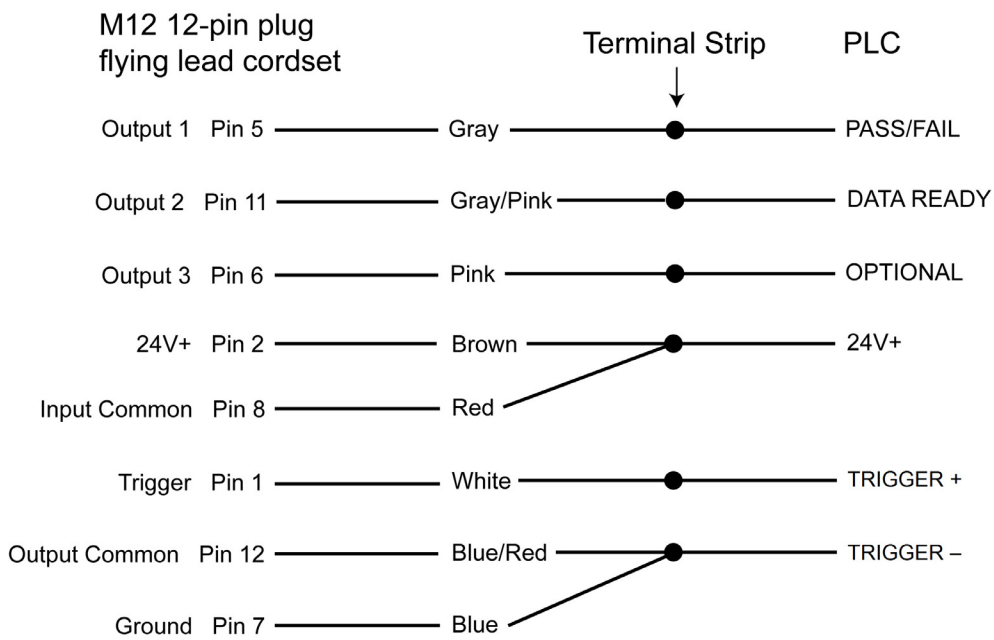 M12 12-pin plug
flying lead cordset
Terminal Strip PLC
Output 1 Pin 5 Gray PASS/FAIL
Output 2 Pin 11 Gray/Pink DATA READY
Output 3 Pin 6 Pink OPTIONAL
24V+ Pin 2 Brown 24V+
Input Common Pin 8 Red
Trigger Pin 1 White TRIGGER +
Output Common Pin 12 Blue/Red TRIGGER –
Ground Pin 7 Blue